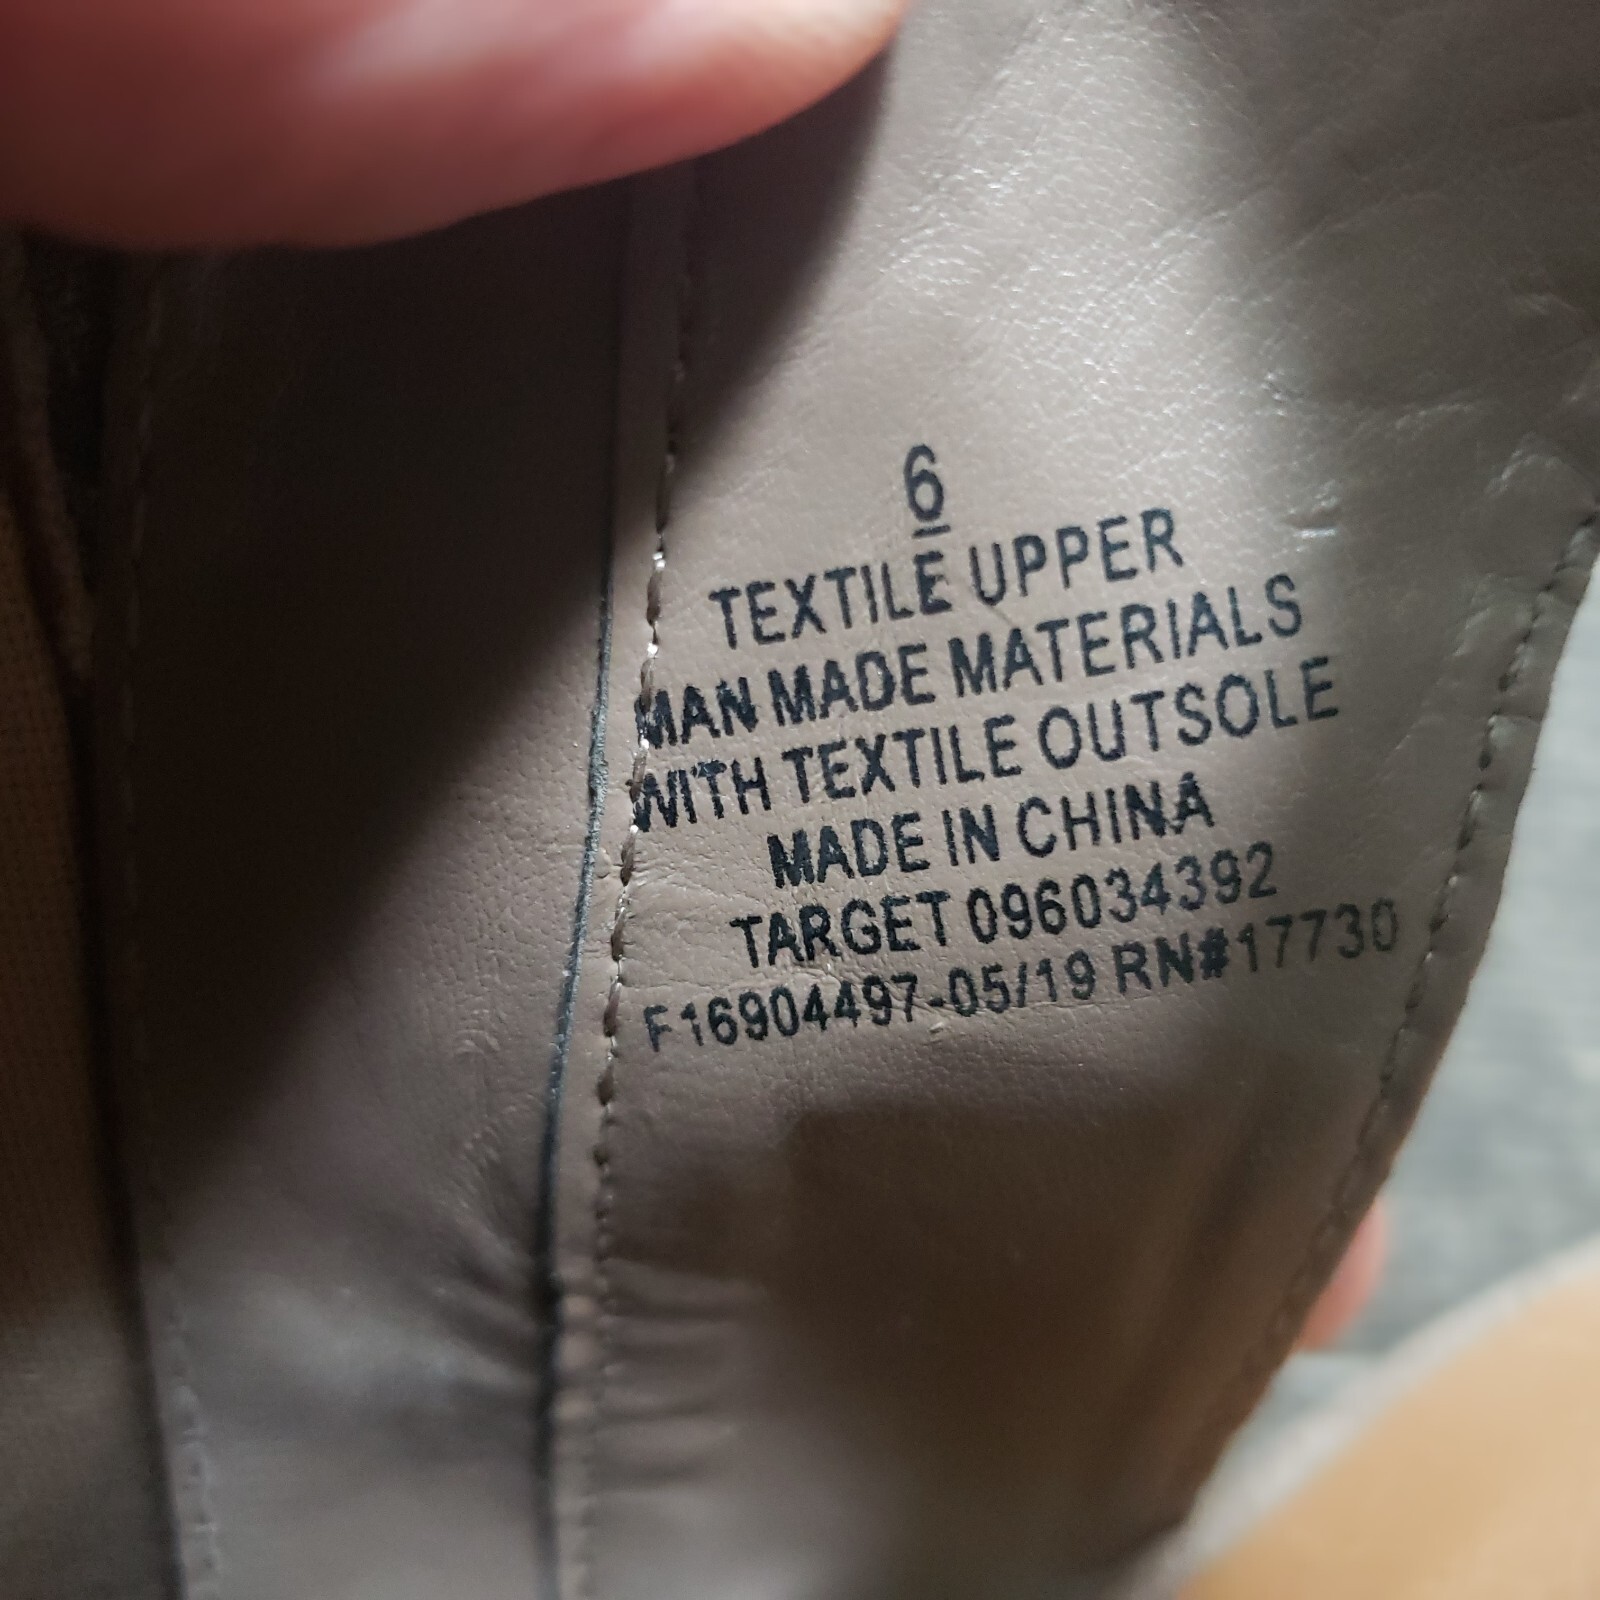 6
TEXTILE UPPER
MAN MADE MATERIALS
WITH TEXTILE OUTSOLE
MADE IN CHINA
TARGET 096034392
F16904497-05/19 RN#17730